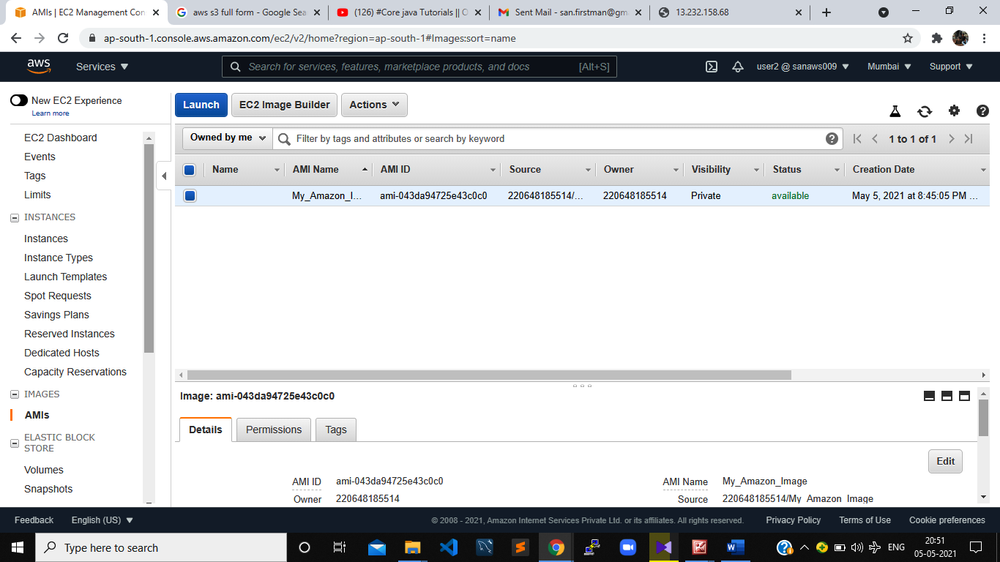 AMIs | EC2 Management Con
aws s3 full form - Google Sea
(126) #Core java Tutorials || O
Sent Mail - san.firstman@gm
13.232.158.68
ap-south-1.console.aws.amazon.com/ec2/v2/home?region=ap-south-1#Images:sort=name
aws
Services
Search for services, features, marketplace products, and docs
[Alt+S]
user2 @ sanaws009
Mumbai
Support
New EC2 Experience
Learn more
EC2 Dashboard
Events
Tags
Limits
INSTANCES
Instances
Instance Types
Launch Templates
Spot Requests
Savings Plans
Reserved Instances
Dedicated Hosts
Capacity Reservations
IMAGES
AMIs
ELASTIC BLOCK
STORE
Volumes
Snapshots
Launch
EC2 Image Builder
Actions
Owned by me
Filter by tags and attributes or search by keyword
1 to 1 of 1
Name AMI Name AMI ID Source Owner Visibility Status Creation Date
My_Amazon_I... ami-043da94725e43c0c0 220648185514/... 220648185514 Private available May 5, 2021 at 8:45:05 PM ...
Image: ami-043da94725e43c0c0
Details
Permissions
Tags
Edit
AMI ID ami-043da94725e43c0c0
AMI Name My_Amazon_Image
Owner 220648185514
Source 220648185514/My_Amazon_Image
Feedback
English (US)
© 2008 - 2021, Amazon Internet Services Private Ltd. or its affiliates. All rights reserved.
Privacy Policy
Terms of Use
Cookie preferences
Type here to search
ENG
20:51
05-05-2021